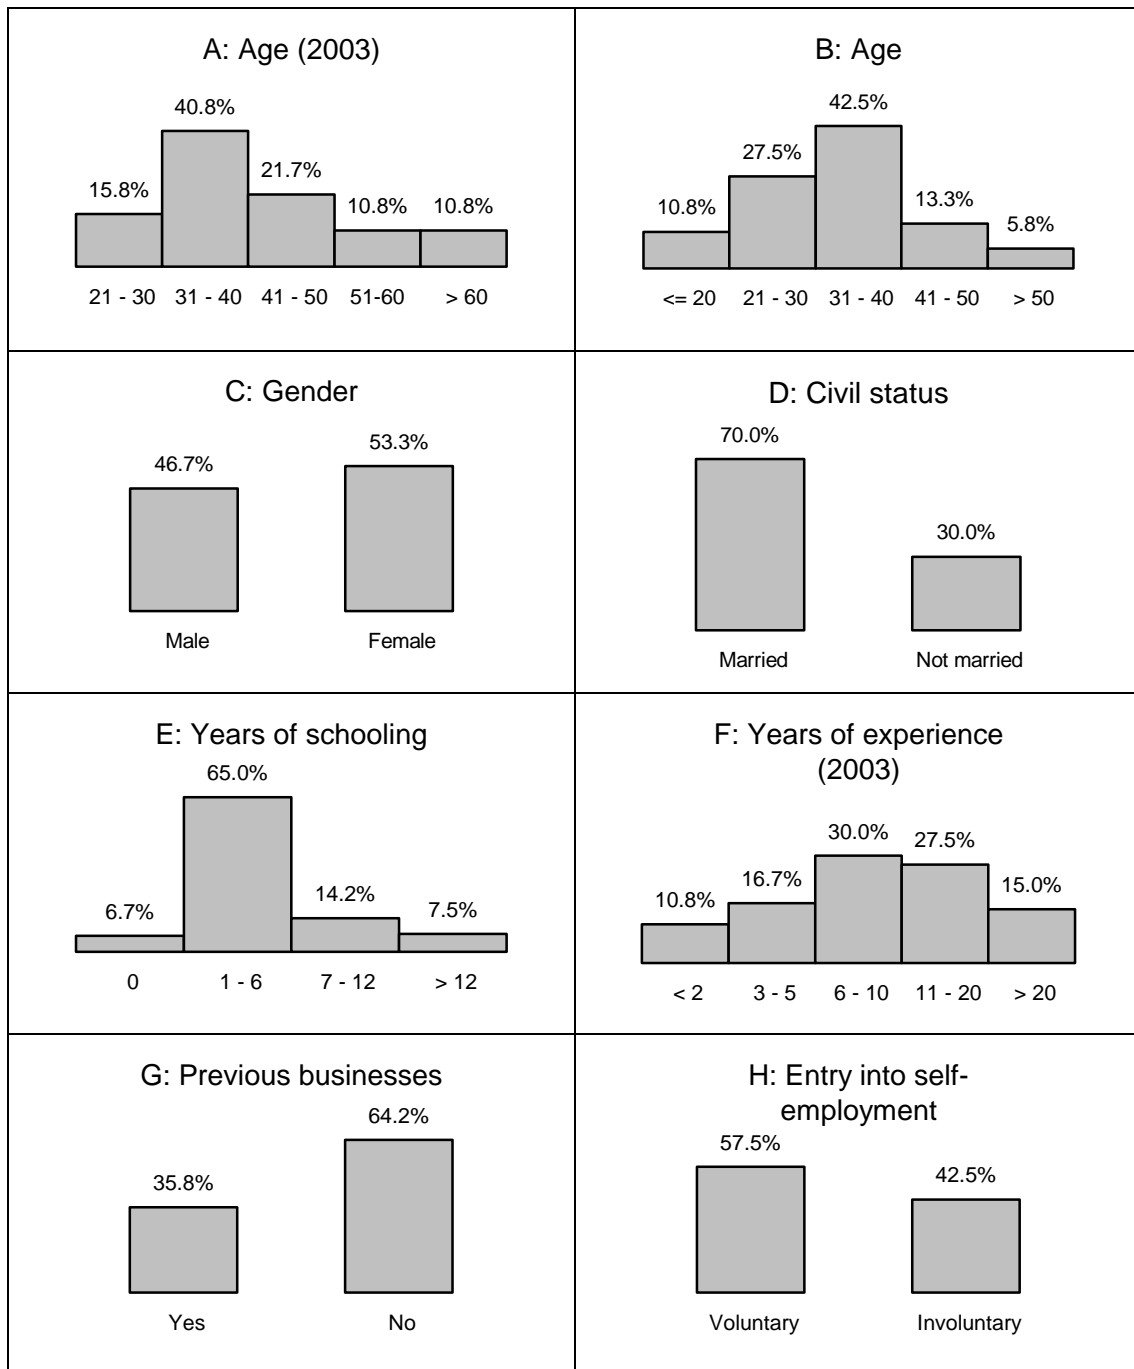 A: Age (2003)
40.8%
21.7%
15.8%
10.8% 10.8%
21 - 30 31 - 40 41 - 50 51-60 > 60
B: Age
42.5%
27.5%
13.3%
10.8%
5.8%
<= 20 21 - 30 31 - 40 41 - 50 > 50
C: Gender
53.3%
46.7%
Male Female
D: Civil status
70.0%
30.0%
Married Not married
E: Years of schooling
65.0%
14.2%
6.7% 7.5%
0 1 - 6 7 - 12 > 12
F: Years of experience
(2003)
30.0% 27.5%
16.7% 15.0%
10.8%
< 2 3 - 5 6 - 10 11 - 20 > 20
G: Previous businesses
64.2%
35.8%
Yes No
H: Entry into self-
employment
57.5%
42.5%
Voluntary Involuntary